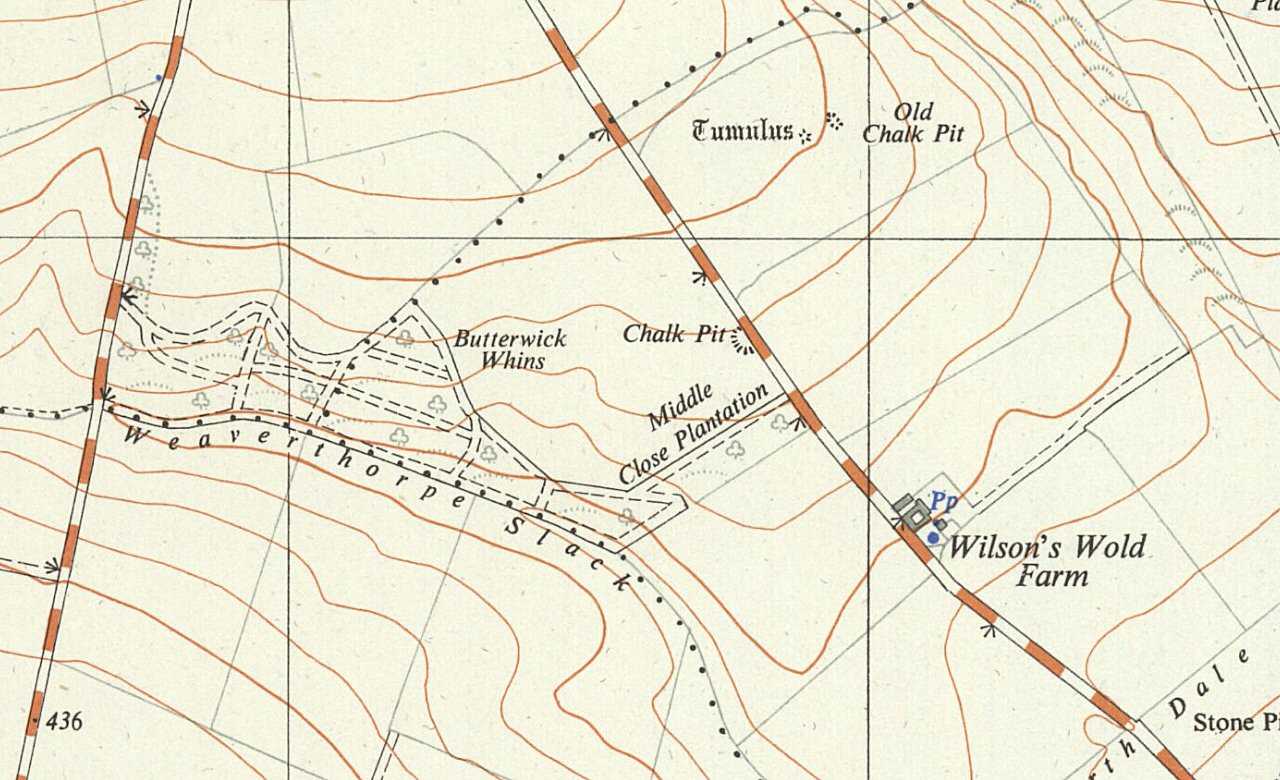 Old
Chalk Pit
Tumulus
Butterwick
Whins
Chalk Pit
Middle
Close Plantation
Weaverthorpe Slack
Pp
Wilson's Wold
Farm
Dale
436
Stone